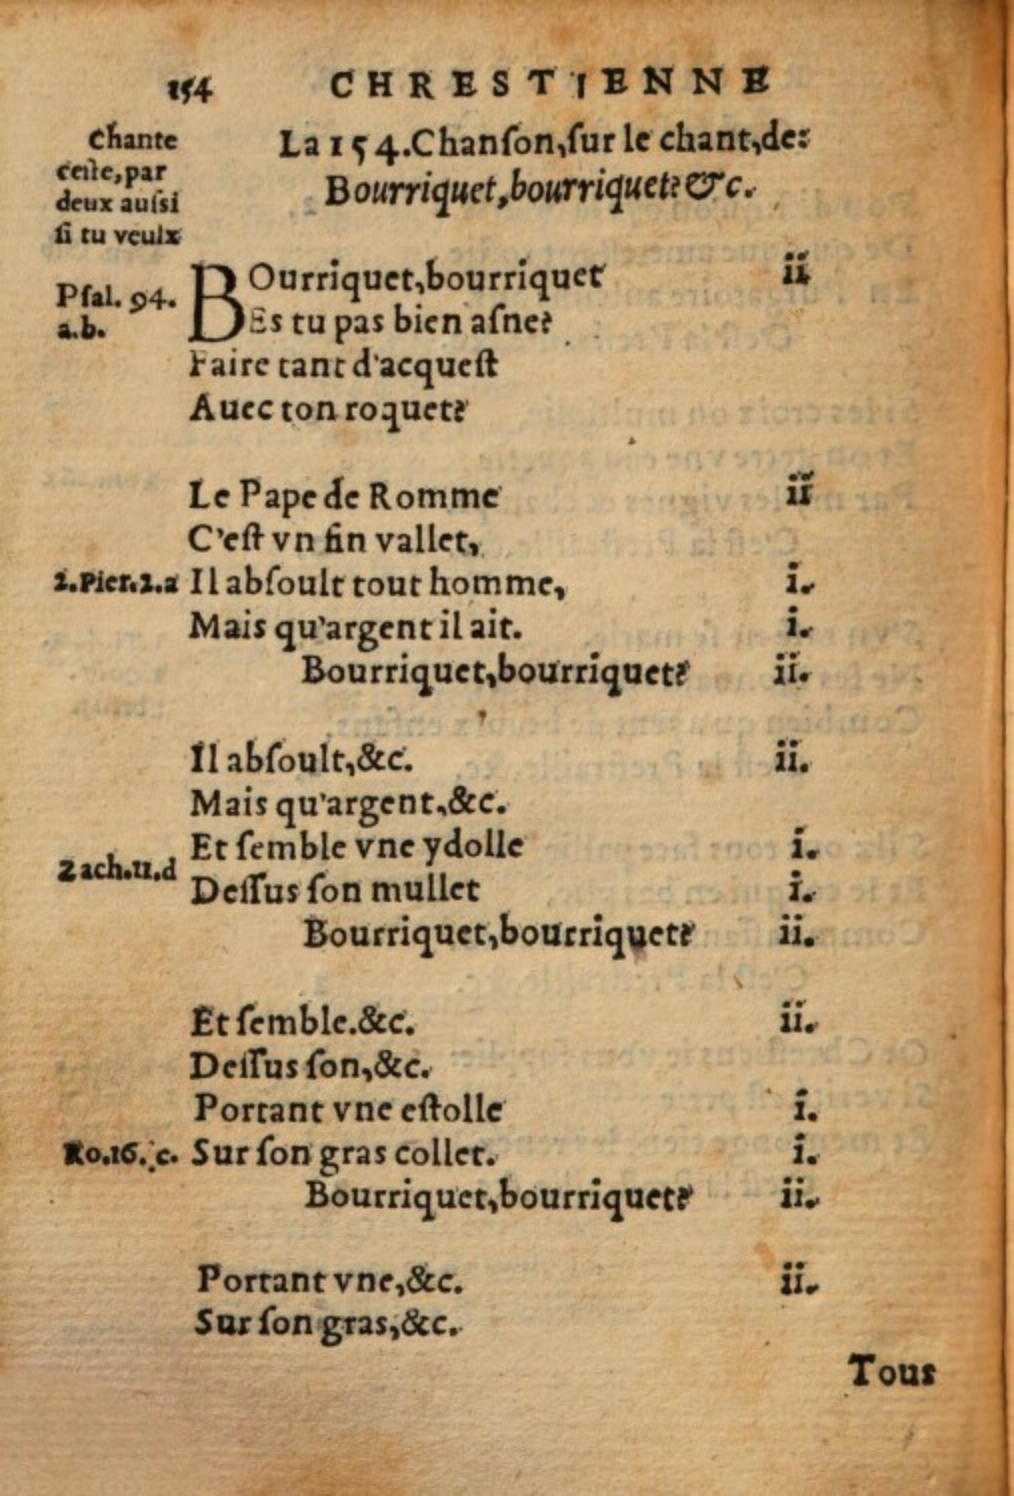 154 CHRESTIENNE
Chante
ceste, par
deux aussi
si tu veulx
La 154. Chanson, sur le chant, de:
Bourriquet, bourriquet? &c.
Psal. 94.
a.b.
BOurriquet, bourriquet ii
Es tu pas bien asne?
Faire tant d'acquest
Auec ton roquet?
Le Pape de Romme ii
C'est vn fin vallet,
2.Pier.2.a Il absoult tout homme, i.
Mais qu'argent il ait. i.
Bourriquet, bourriquet? ii.
Il absoult, &c. ii.
Mais qu'argent, &c.
Et semble vne ydolle i.
Zach.11.d Dessus son mullet i.
Bourriquet, bourriquet? ii.
Et semble. &c. ii.
Dessus son, &c.
Portant vne estolle i.
Ro.16. c. Sur son gras collet. i.
Bourriquet, bourriquet? ii.
Portant vne, &c. ii.
Sur son gras, &c.
Tous